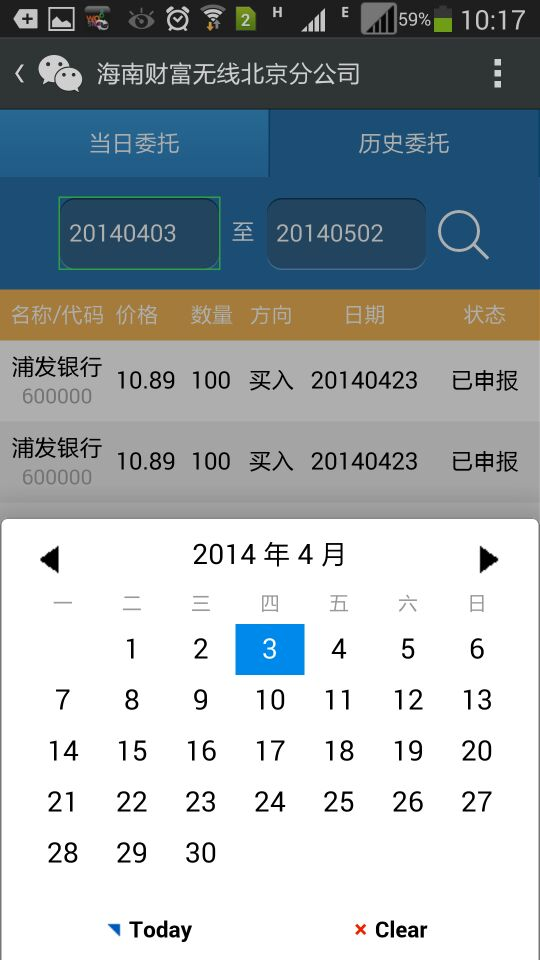 2 H E 59% 10:17
海南财富无线北京分公司
当日委托 历史委托
20140403 至 20140502
名称/代码 价格 数量 方向 日期 状态
浦发银行 10.89 100 买入 20140423 已申报
600000
浦发银行 10.89 100 买入 20140423 已申报
600000
2014 年 4 月
一 二 三 四 五 六 日
1 2 3 4 5 6
7 8 9 10 11 12 13
14 15 16 17 18 19 20
21 22 23 24 25 26 27
28 29 30
Today Clear